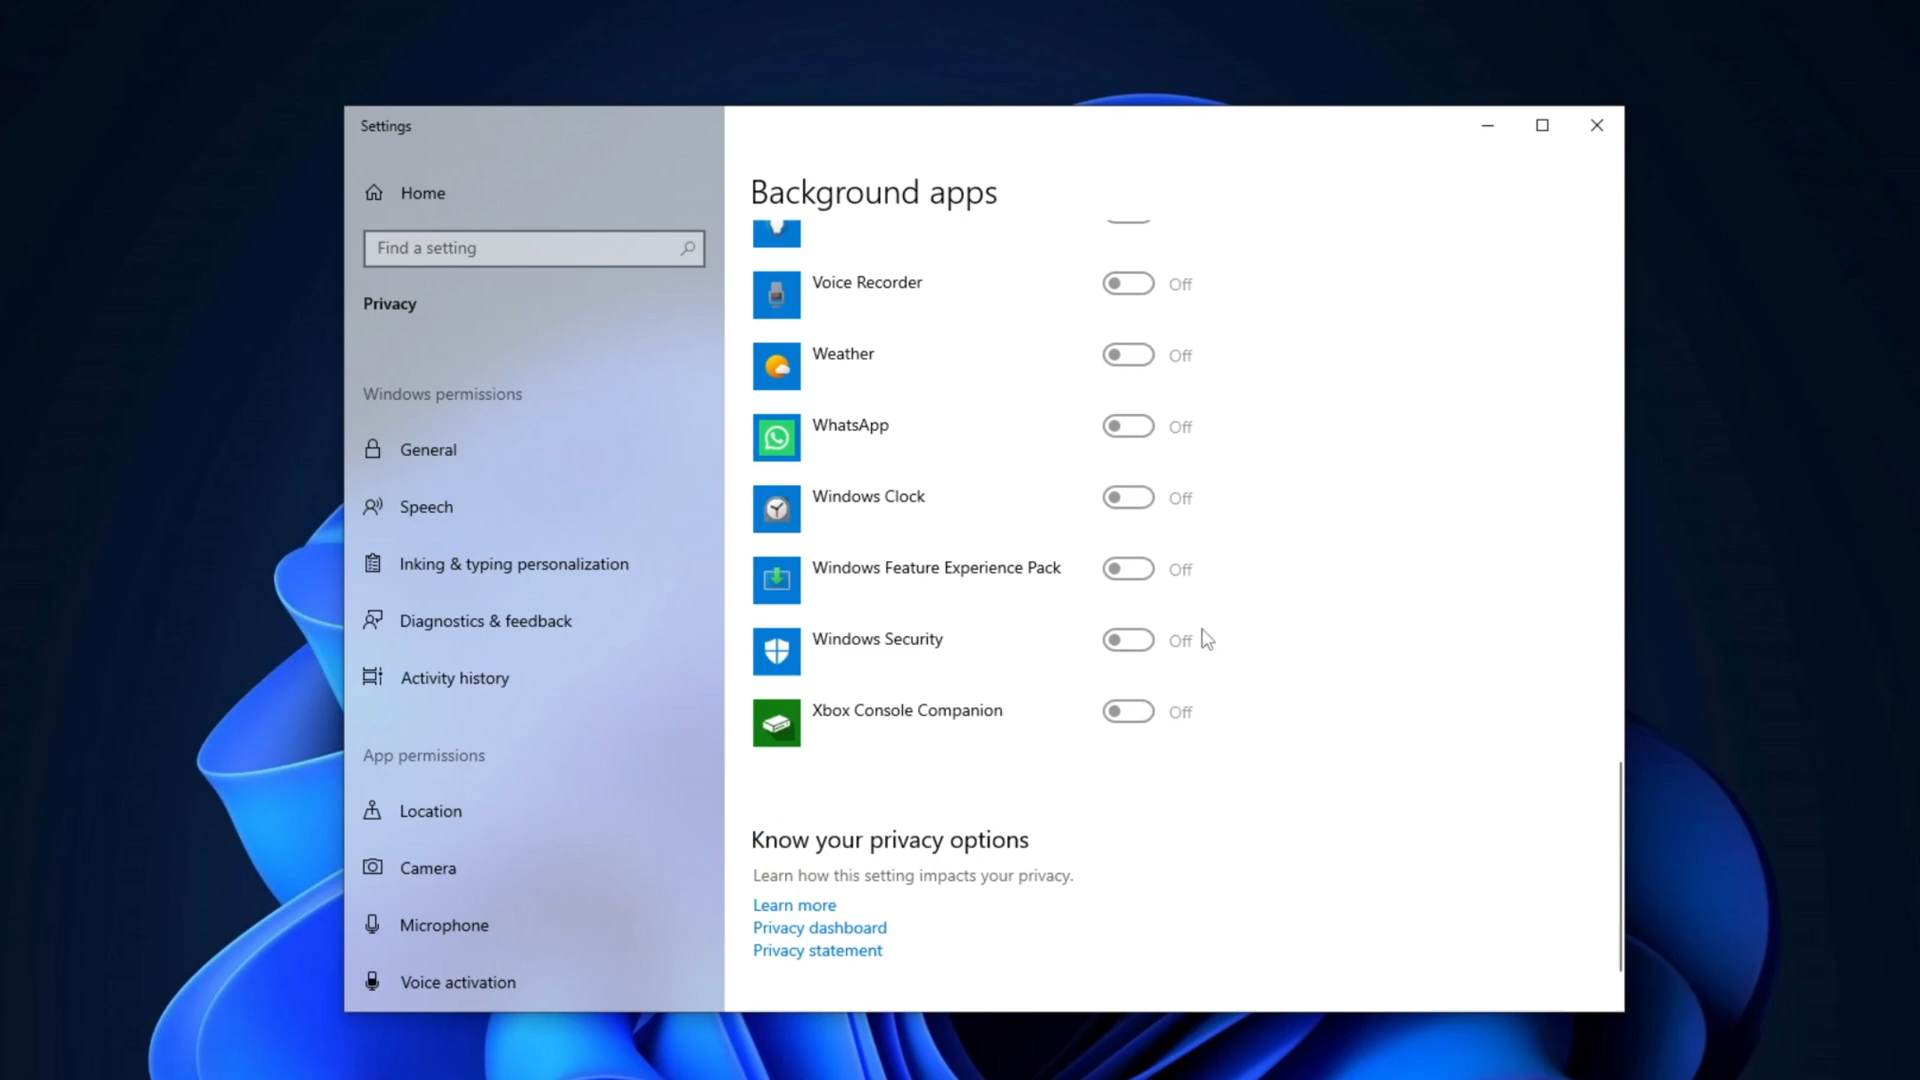 Settings
Home
Find a setting
Privacy
Windows permissions
General
Speech
Inking & typing personalization
Diagnostics & feedback
Activity history
App permissions
Location
Camera
Microphone
Voice activation
Background apps
Voice Recorder Off
Weather Off
WhatsApp Off
Windows Clock Off
Windows Feature Experience Pack Off
Windows Security Off
Xbox Console Companion Off
Know your privacy options
Learn how this setting impacts your privacy.
Learn more
Privacy dashboard
Privacy statement